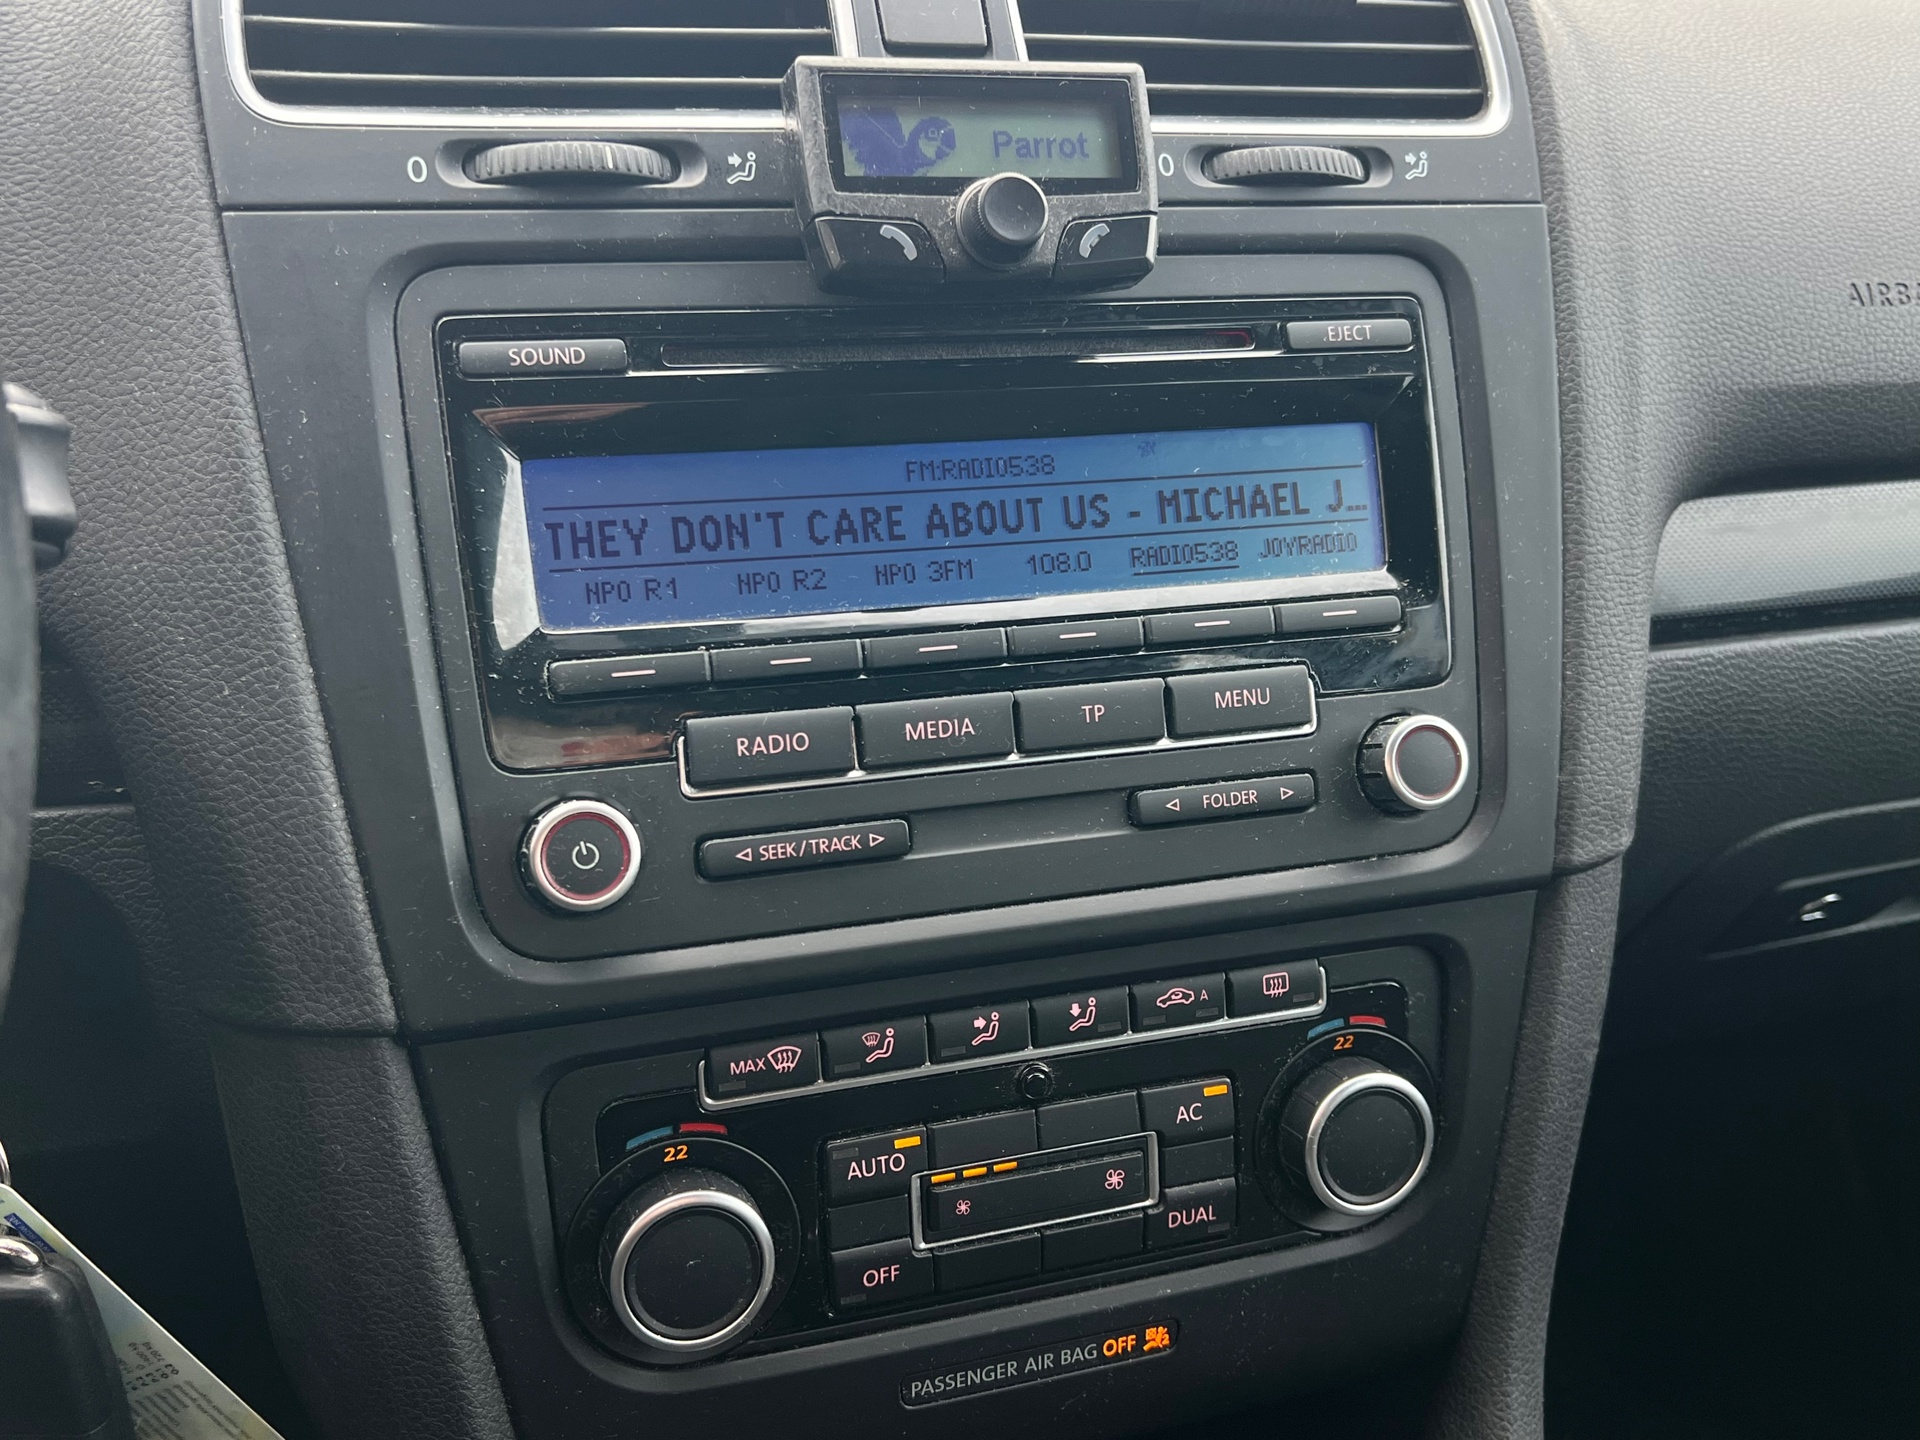 Parrot
0
0
AIRBA
SOUND
EJECT
FM:RADIO538
THEY DON'T CARE ABOUT US - MICHAEL J...
NPO R1 NPO R2 NPO 3FM 108.0 RADIO538 JOYRADIO
RADIO
MEDIA
TP
MENU
SEEK/TRACK
FOLDER
MAX
A
22
22
AUTO
AC
OFF
DUAL
PASSENGER AIR BAG OFF